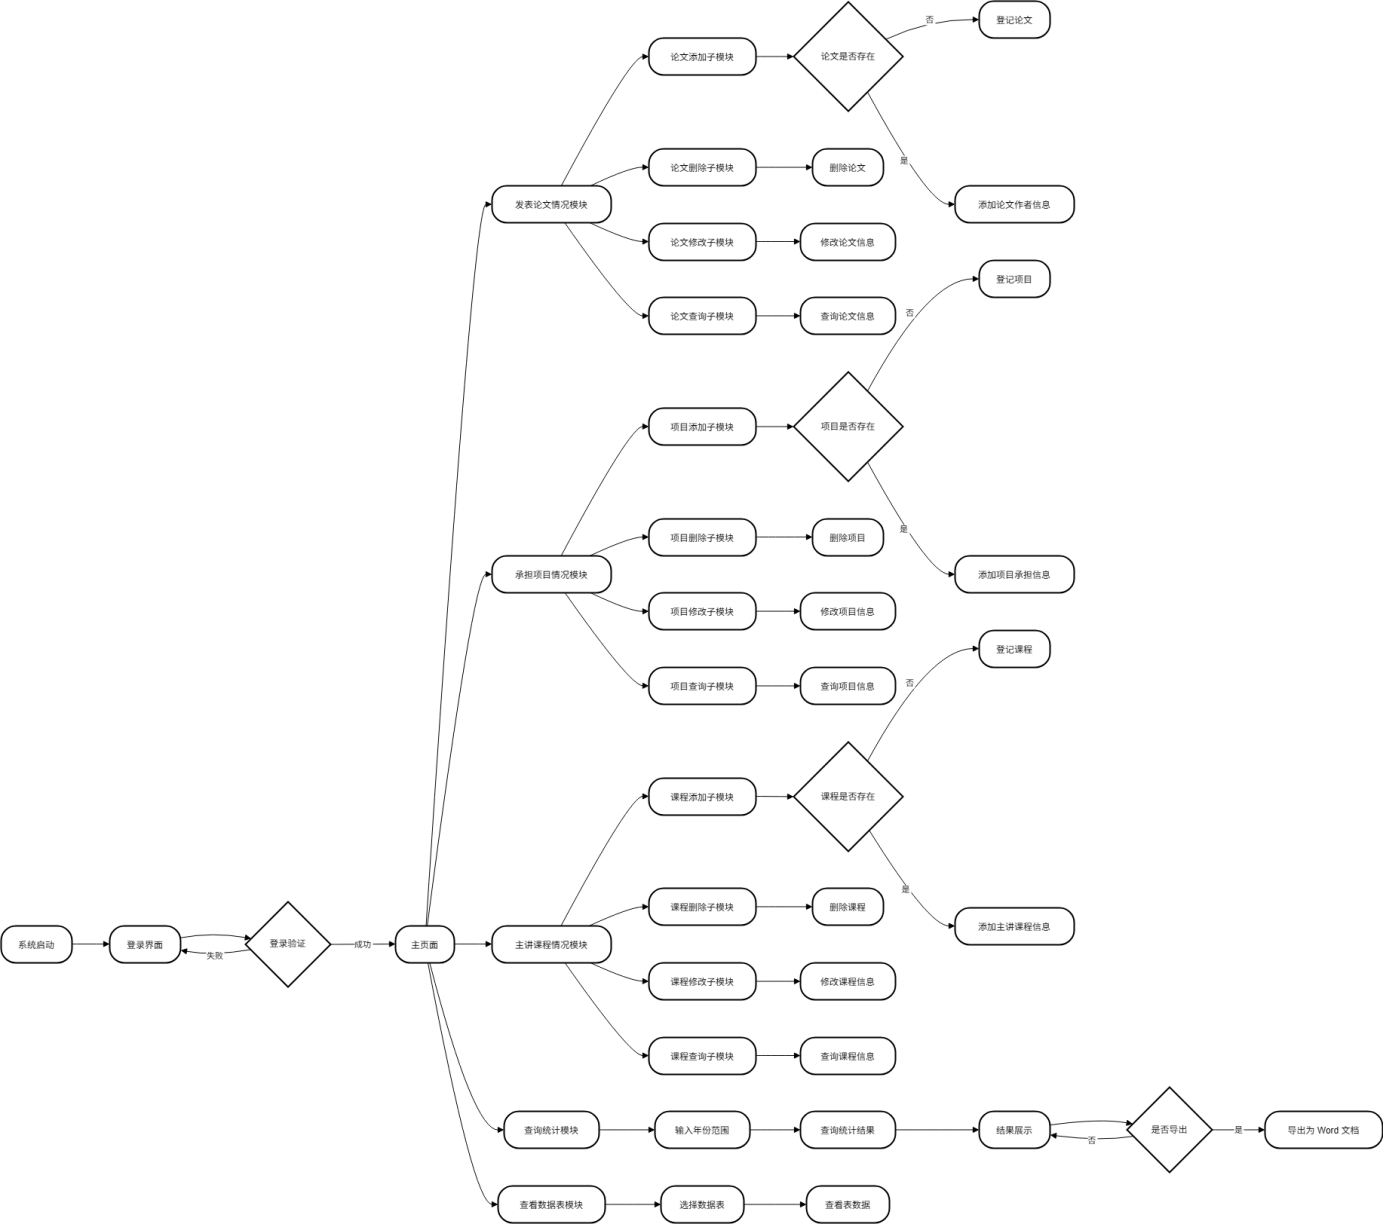 否
登记论文
论文添加子模块
论文是否存在
是
论文删除子模块
删除论文
发表论文情况模块
添加论文作者信息
论文修改子模块
修改论文信息
登记项目
否
论文查询子模块
查询论文信息
项目添加子模块
项目是否存在
是
项目删除子模块
删除项目
承担项目情况模块
添加项目承担信息
项目修改子模块
修改项目信息
登记课程
否
项目查询子模块
查询项目信息
课程添加子模块
课程是否存在
是
课程删除子模块
删除课程
添加主讲课程信息
系统启动
登录界面
失败
登录验证
成功
主页面
主讲课程情况模块
课程修改子模块
修改课程信息
课程查询子模块
查询课程信息
查询统计模块
输入年份范围
查询统计结果
结果展示
否
是否导出
是
导出为 Word 文档
查看数据表模块
选择数据表
查看表数据